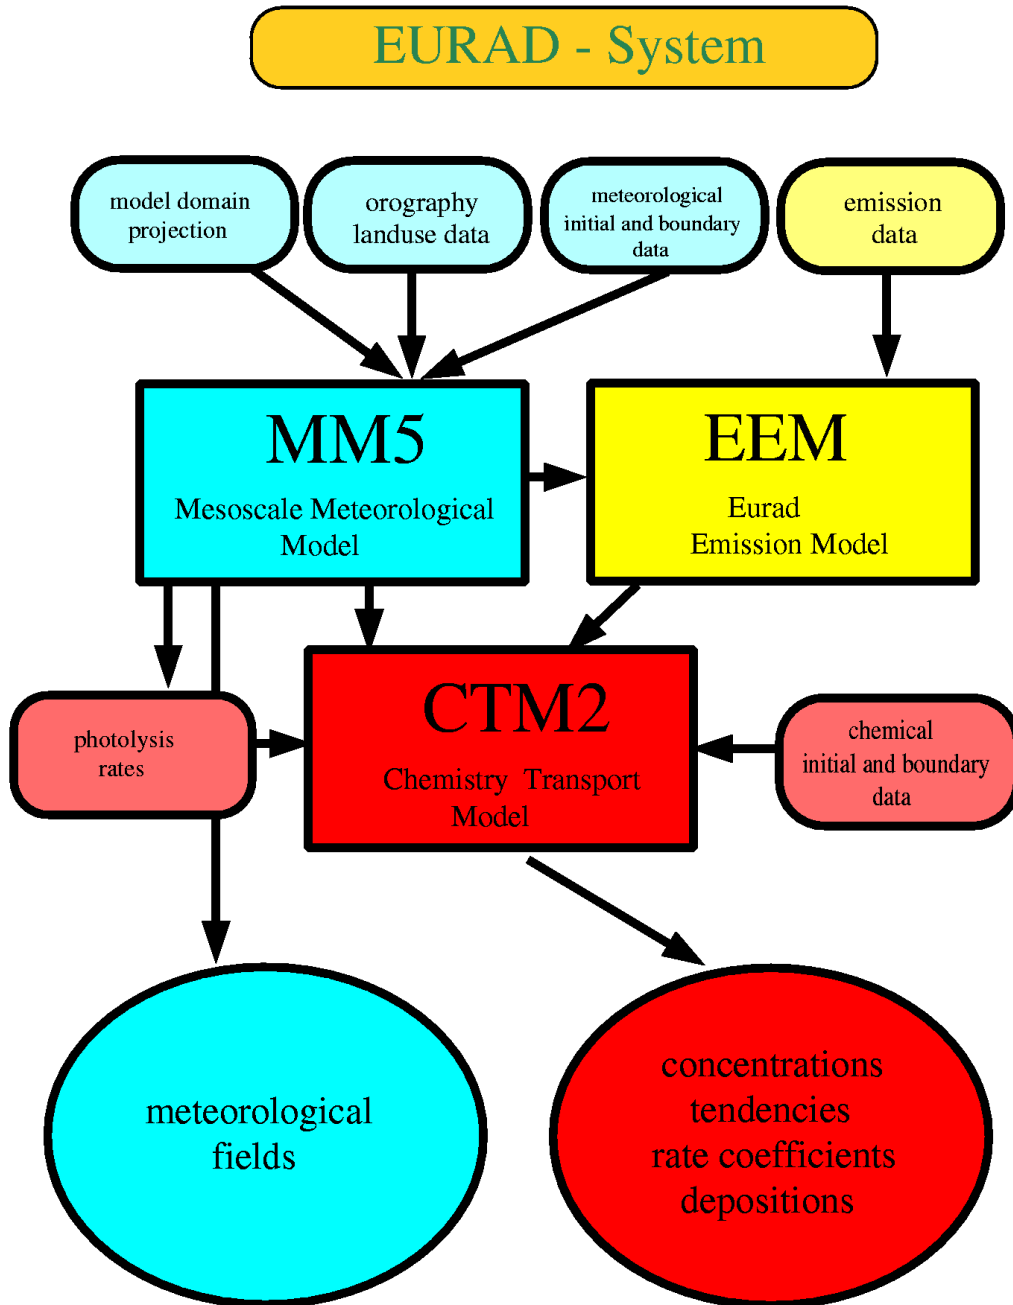 EURAD - System
model domain
projection
orography
landuse data
meteorological
initial and boundary
data
emission
data
MM5
Mesoscale Meteorological
Model
EEM
Eurad
Emission Model
photolysis
rates
CTM2
Chemistry Transport
Model
chemical
initial and boundary
data
meteorological
fields
concentrations
tendencies
rate coefficients
depositions